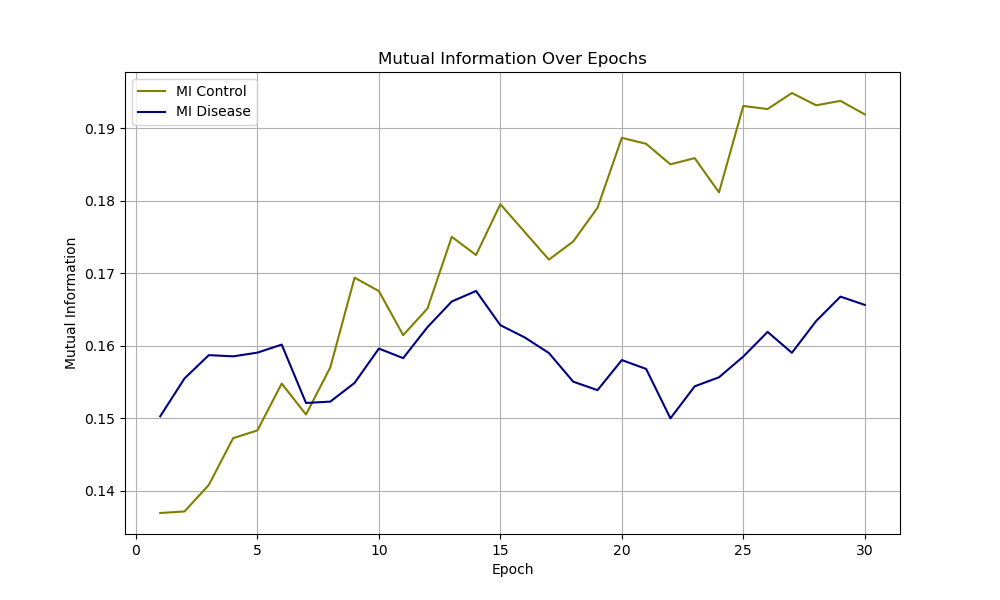 Mutual Information Over Epochs
MI Control
MI Disease
Mutual Information
0.19
0.18
0.17
0.16
0.15
0.14
0 5 10 15 20 25 30
Epoch